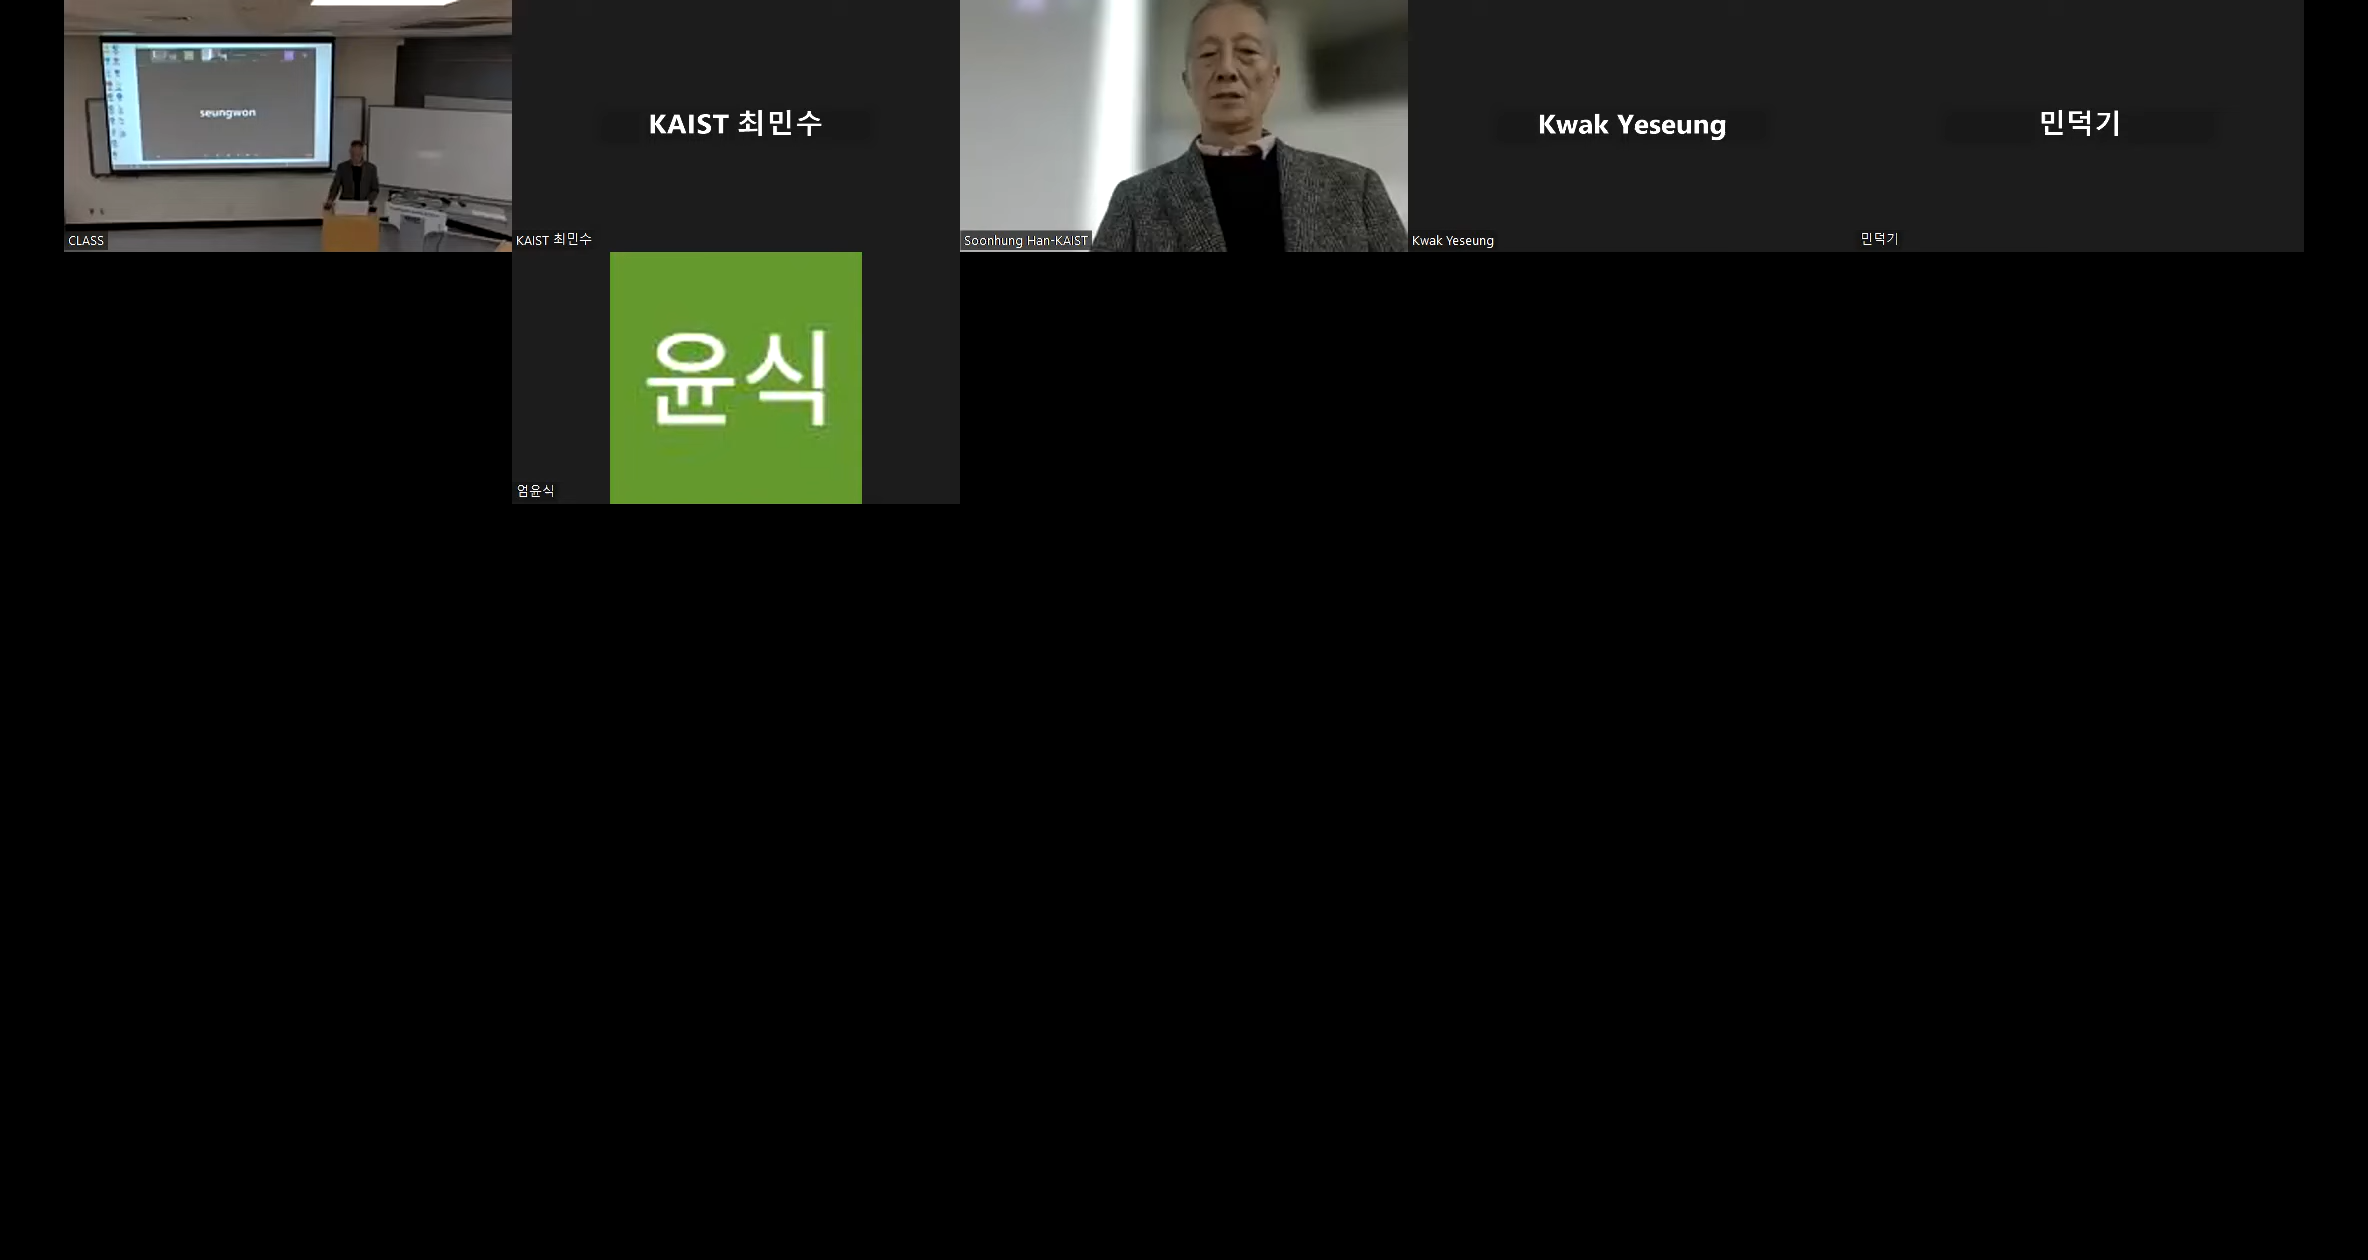 seungwon
CLASS
KAIST 최민수
KAIST 최민수
Soonhung Han-KAIST
Kwak Yeseung
Kwak Yeseung
민덕기
민덕기
윤식
엄윤식